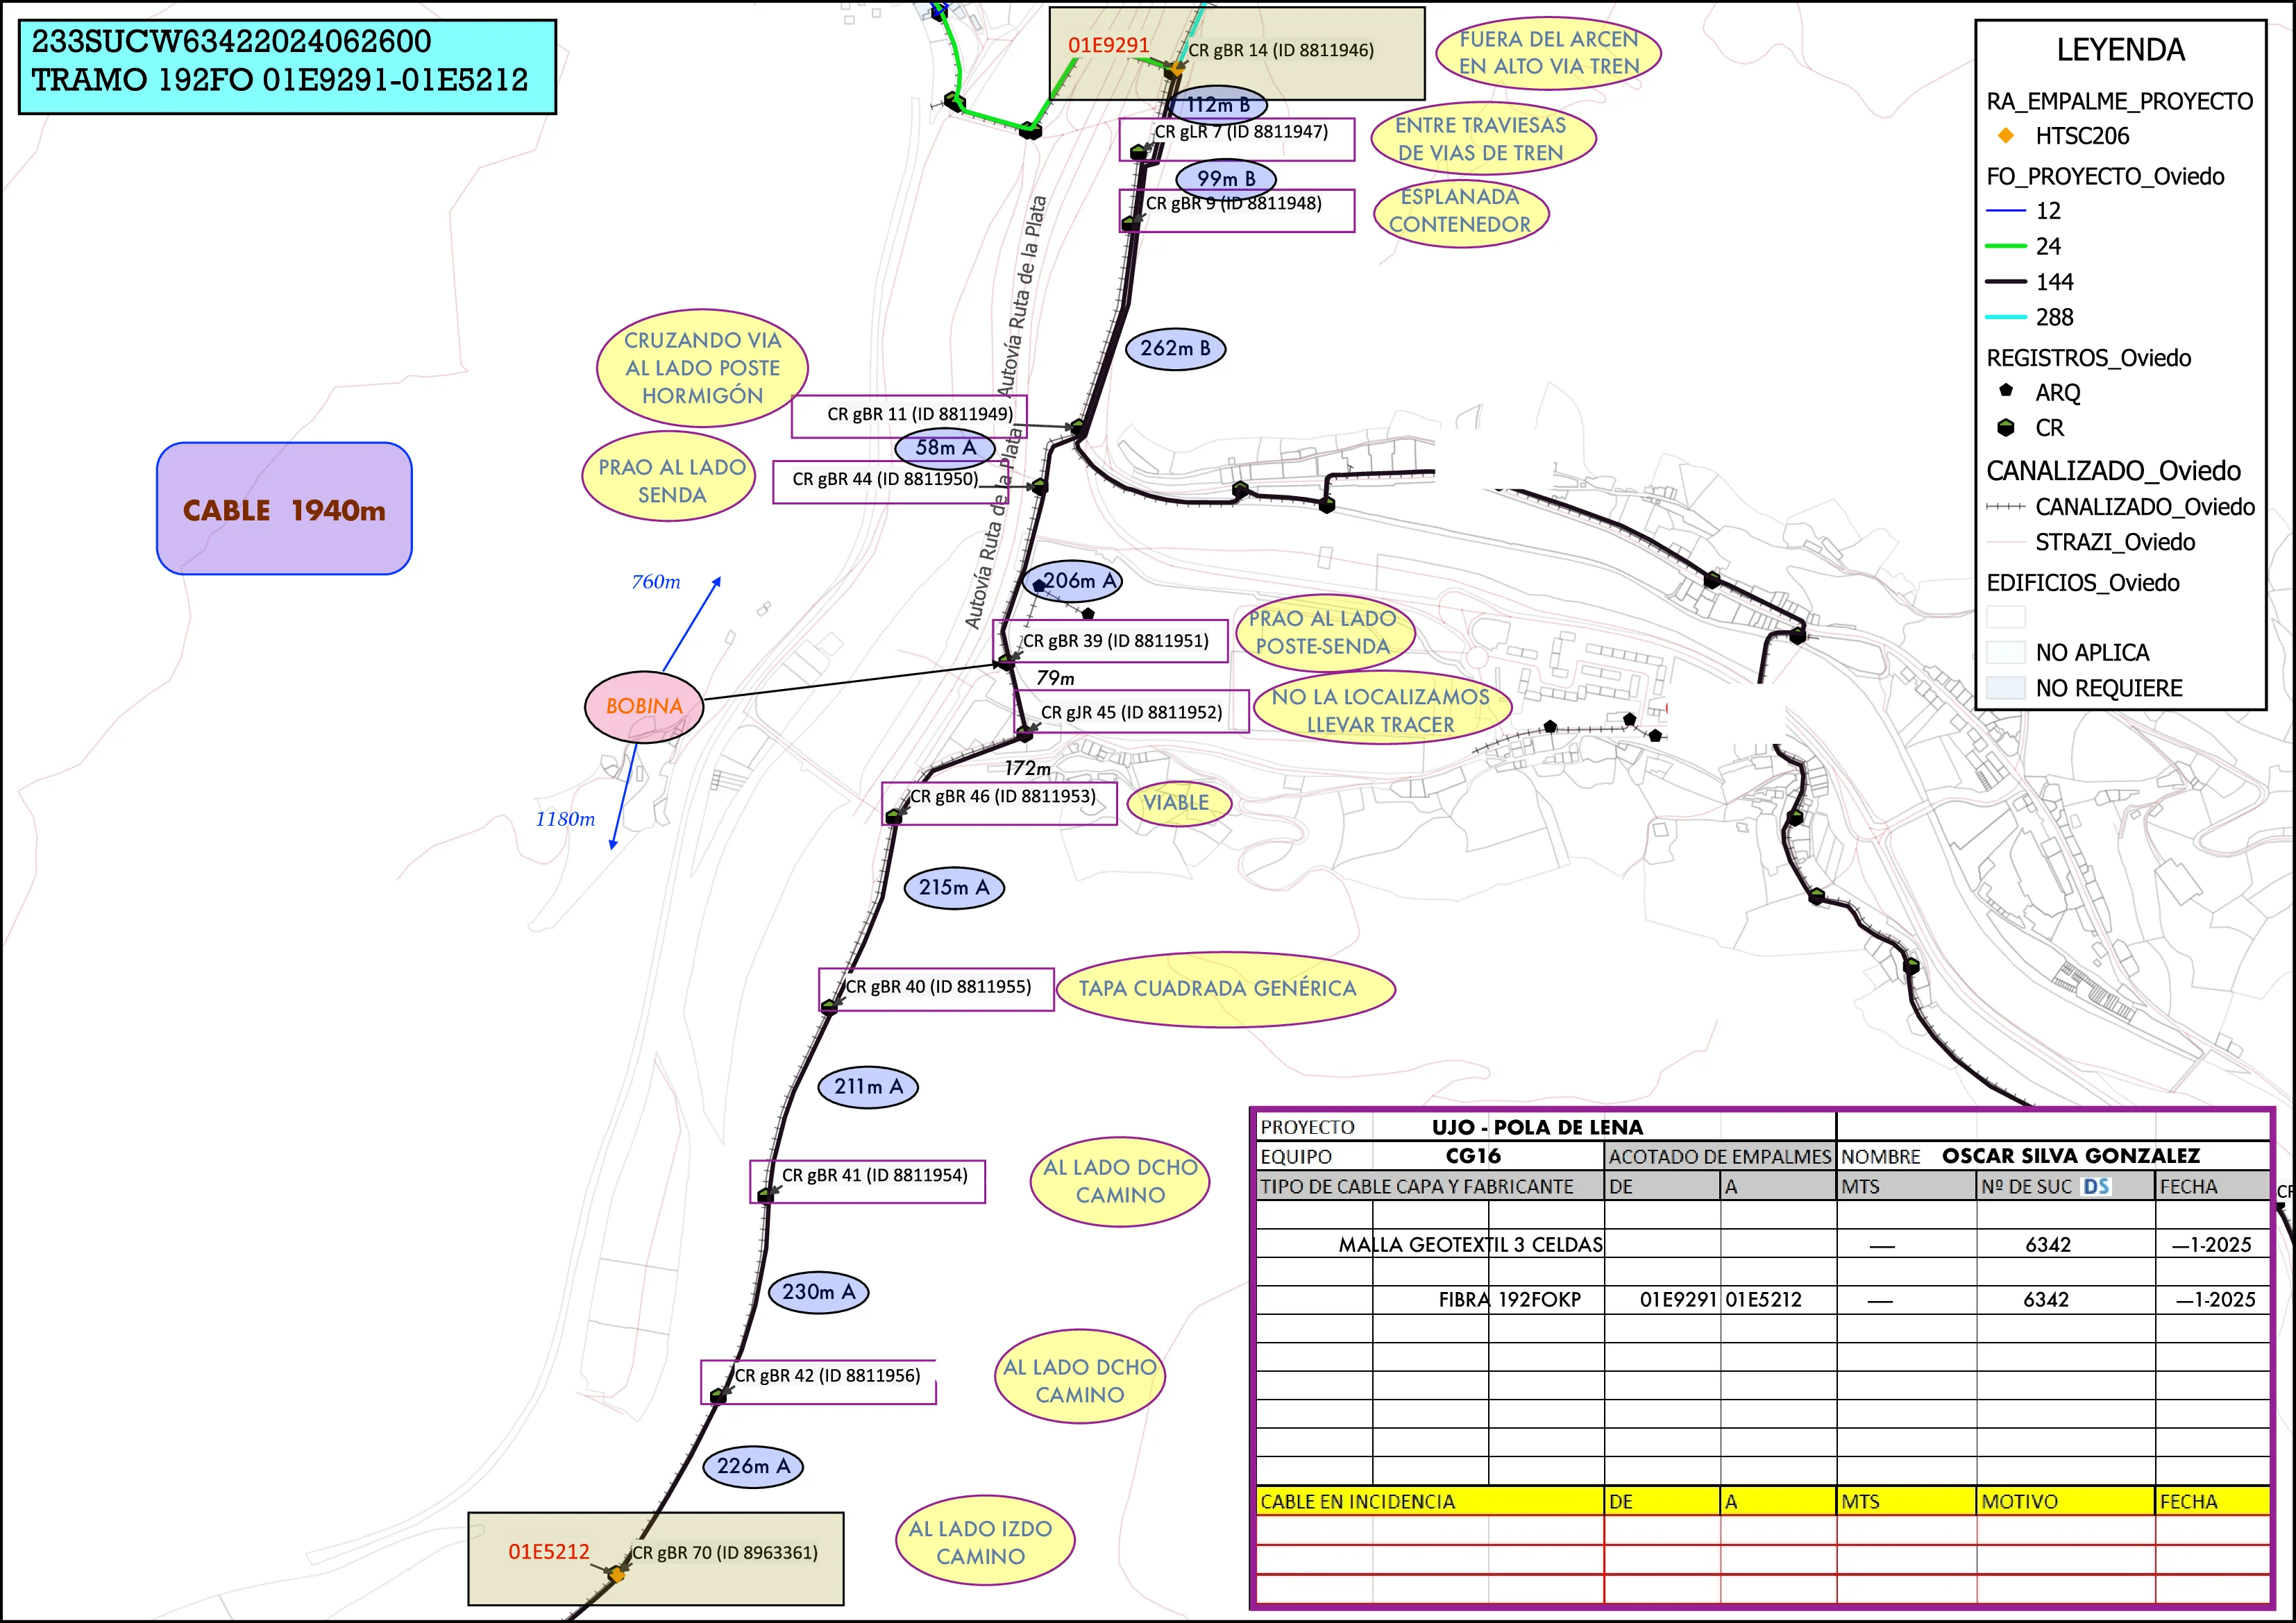 233SUCW63422024062600
TRAMO 192FO 01E9291-01E5212
01E9291
CR gBR 14 (ID 8811946)
FUERA DEL ARCEN
EN ALTO VIA TREN
112m B
CR gLR 7 (ID 8811947)
ENTRE TRAVIESAS
DE VIAS DE TREN
99m B
CR gBR 9 (ID 8811948)
ESPLANADA
CONTENEDOR
Autovía Ruta de la Plata
262m B
CRUZANDO VIA
AL LADO POSTE
HORMIGÓN
CR gBR 11 (ID 8811949)
58m A
PRAO AL LADO
SENDA
CR gBR 44 (ID 8811950)
Autovía Ruta de la Plata
CABLE 1940m
760m
206m A
CR gBR 39 (ID 8811951)
PRAO AL LADO
POSTE-SENDA
79m
BOBINA
CR gJR 45 (ID 8811952)
NO LA LOCALIZAMOS
LLEVAR TRACER
172m
CR gBR 46 (ID 8811953)
VIABLE
1180m
215m A
CR gBR 40 (ID 8811955)
TAPA CUADRADA GENÉRICA
211m A
CR gBR 41 (ID 8811954)
AL LADO DCHO
CAMINO
230m A
CR gBR 42 (ID 8811956)
AL LADO DCHO
CAMINO
226m A
01E5212
CR gBR 70 (ID 8963361)
AL LADO IZDO
CAMINO
LEYENDA
RA_EMPALME_PROYECTO
HTSC206
FO_PROYECTO_Oviedo
12
24
144
288
REGISTROS_Oviedo
ARQ
CR
CANALIZADO_Oviedo
CANALIZADO_Oviedo
STRAZI_Oviedo
EDIFICIOS_Oviedo
NO APLICA
NO REQUIERE
PROYECTO UJO - POLA DE LENA
EQUIPO CG16 ACOTADO DE EMPALMES NOMBRE OSCAR SILVA GONZALEZ
TIPO DE CABLE CAPA Y FABRICANTE DE A MTS Nº DE SUC DS FECHA
MALLA GEOTEXTIL 3 CELDAS — 6342 —1-2025
FIBRA 192FOKP 01E9291 01E5212 — 6342 —1-2025
CABLE EN INCIDENCIA DE A MTS MOTIVO FECHA